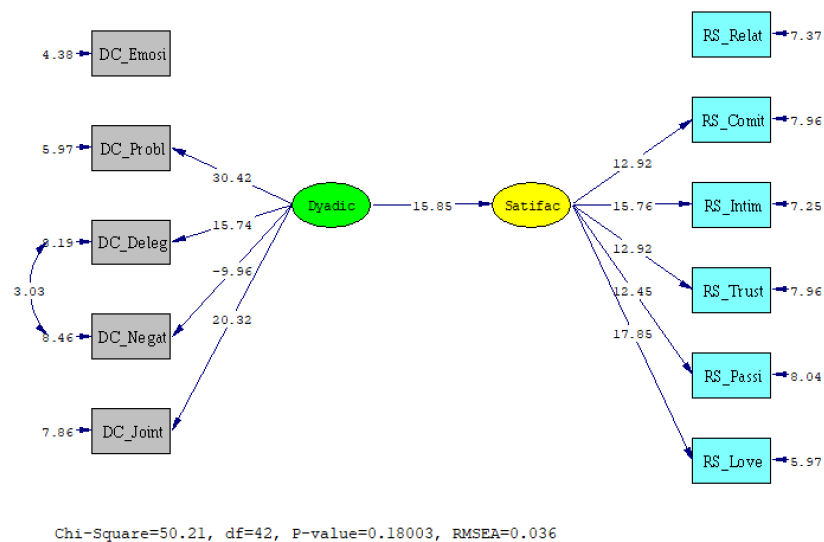 RS_Relat 7.37
4.38 DC_Emosi
RS_Comit 7.96
5.97 DC_Probl
12.92
30.42
Dyadic 15.85 Satifac 15.76 RS_Intim 7.25
15.74
DC_Deleg
12.92
-9.96
3.03
RS_Trust 7.96
12.45
20.32
8.46 DC_Negat
17.85
RS_Passi 8.04
7.86 DC_Joint
RS_Love 5.97
Chi-Square=50.21, df=42, P-value=0.18003, RMSEA=0.036